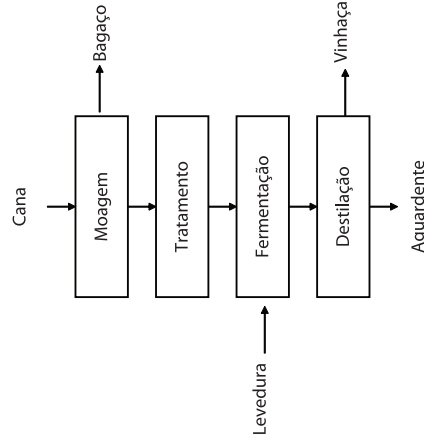 Cana
Moagem
Bagaço
Tratamento
Levedura
Fermentação
Destilação
Vinhaça
Aguardente